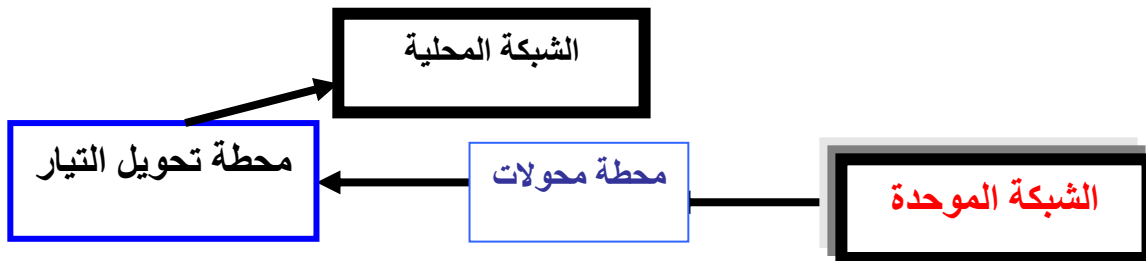 الشبكة المحلية
الشبكة الموحدة
محطة محولات
محطة تحويل التيار